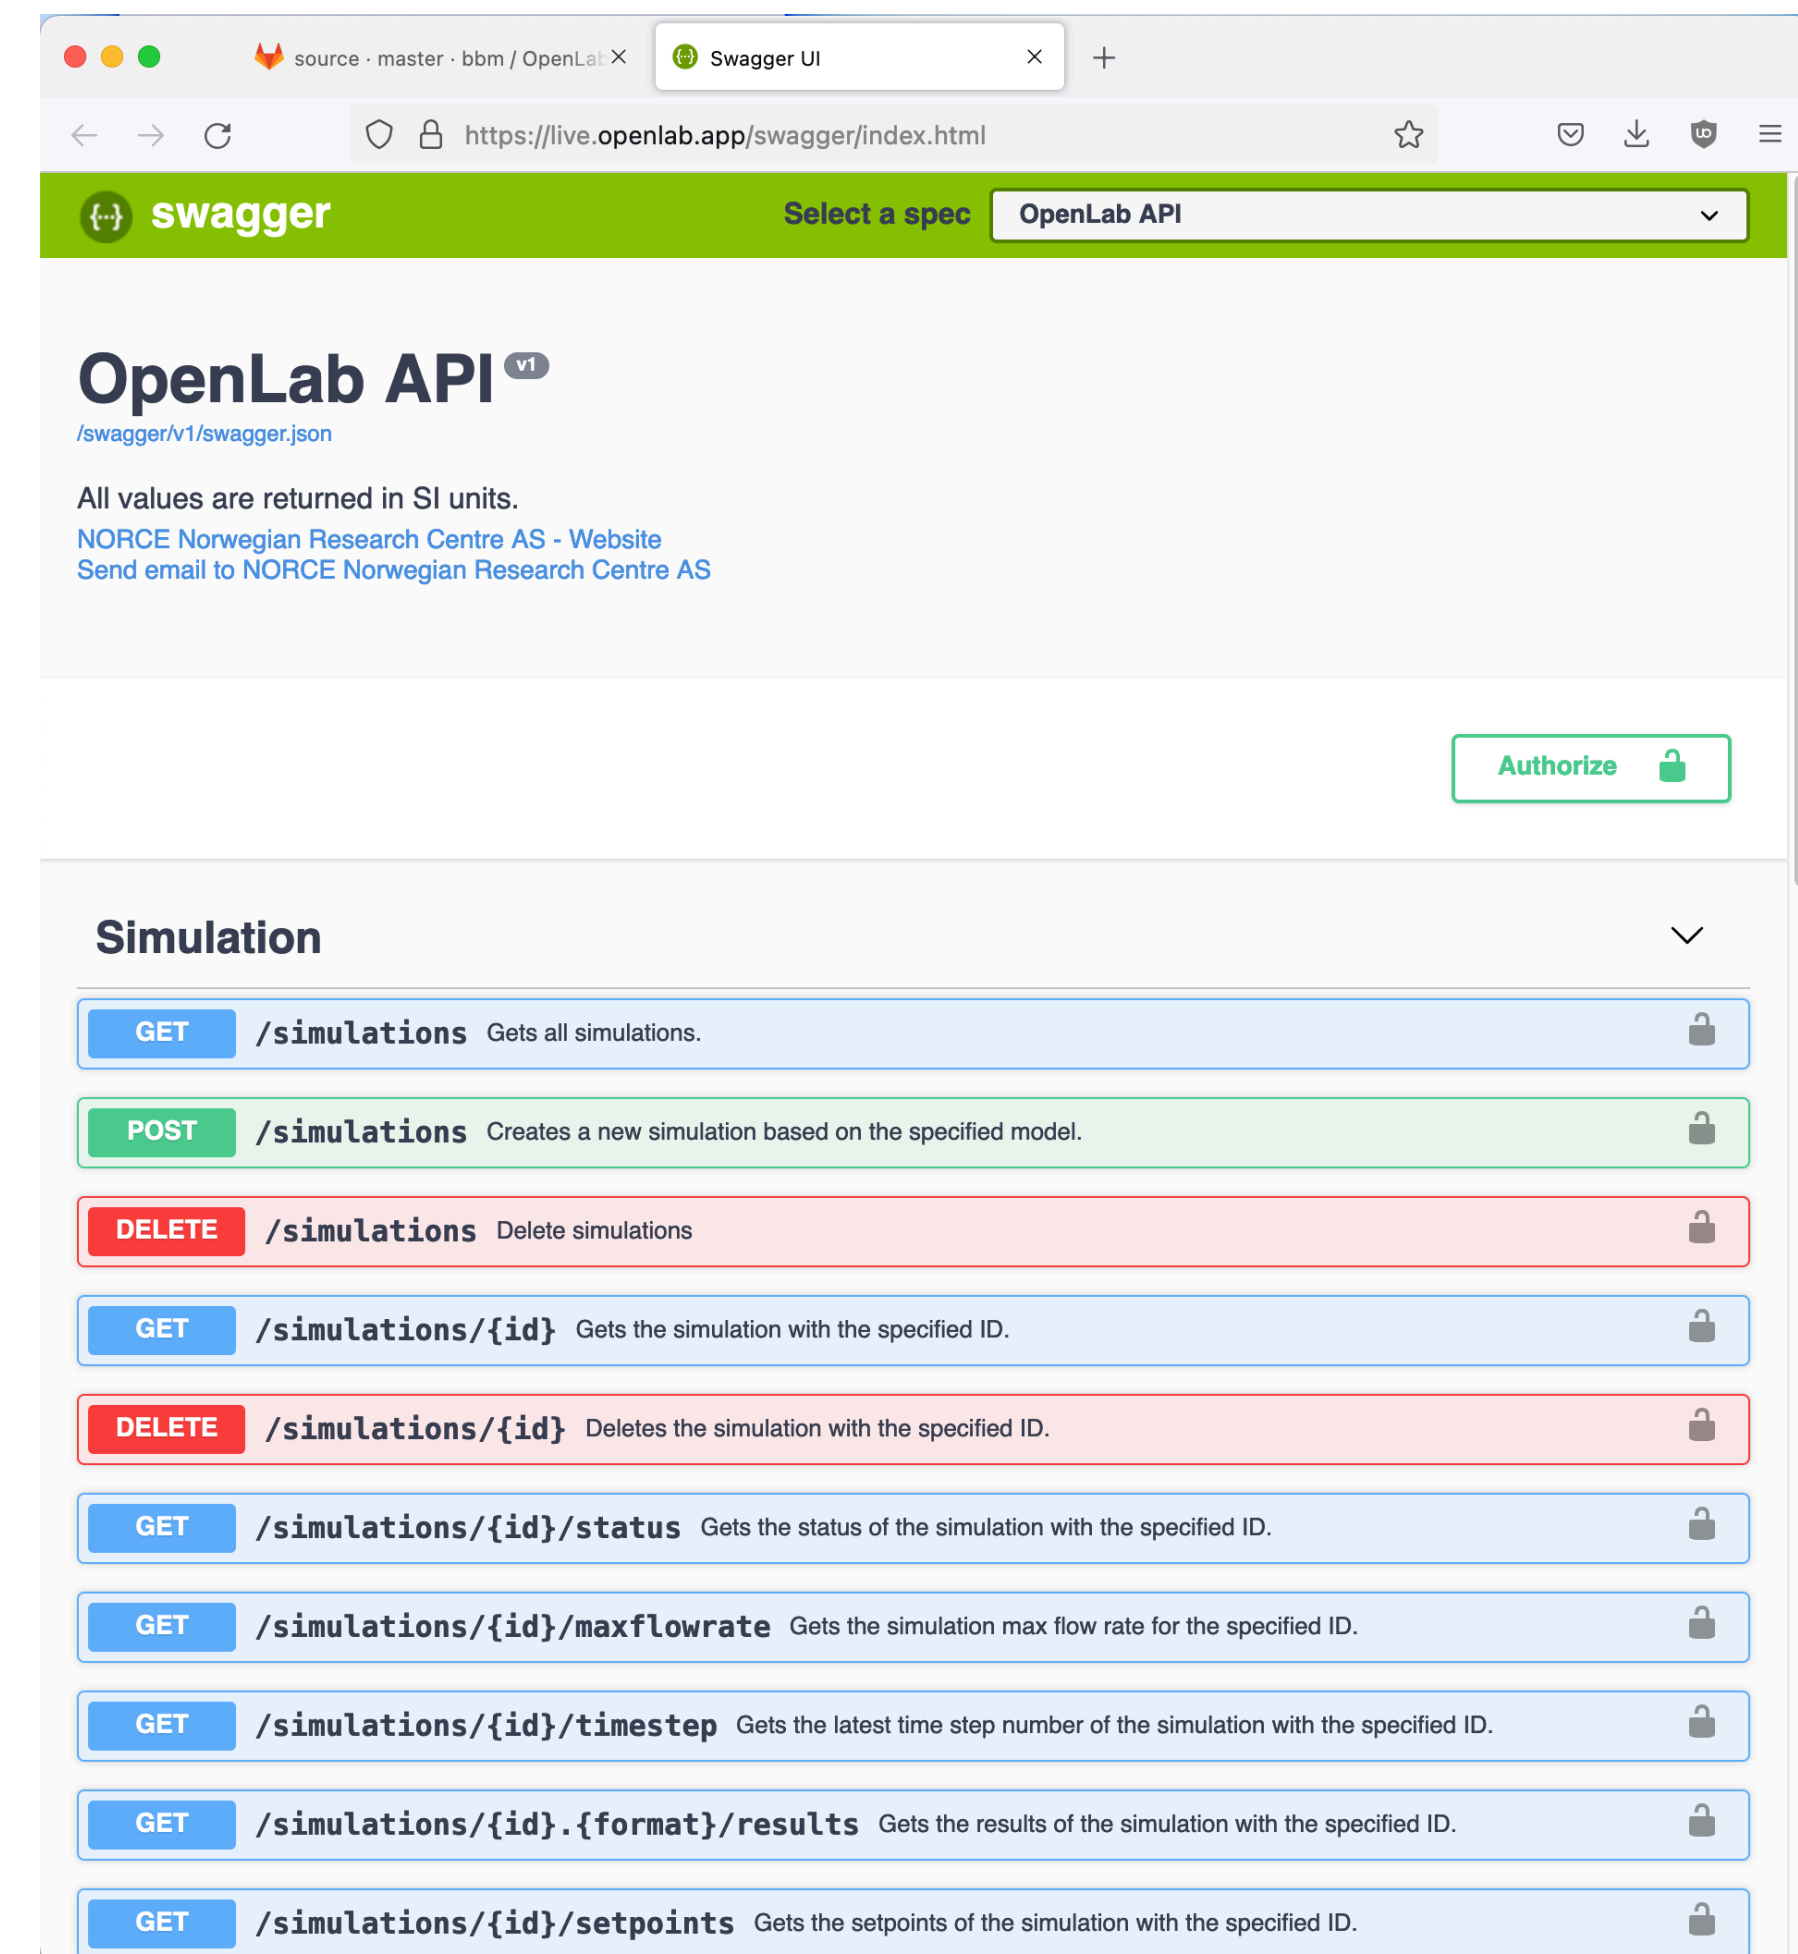 source · master · bbm / OpenLab
Swagger UI
https://live.openlab.app/swagger/index.html
swagger
Select a spec
OpenLab API
OpenLab API v1
/swagger/v1/swagger.json
All values are returned in SI units.
NORCE Norwegian Research Centre AS - Website
Send email to NORCE Norwegian Research Centre AS
Authorize
Simulation
GET /simulations Gets all simulations.
POST /simulations Creates a new simulation based on the specified model.
DELETE /simulations Delete simulations
GET /simulations/{id} Gets the simulation with the specified ID.
DELETE /simulations/{id} Deletes the simulation with the specified ID.
GET /simulations/{id}/status Gets the status of the simulation with the specified ID.
GET /simulations/{id}/maxflowrate Gets the simulation max flow rate for the specified ID.
GET /simulations/{id}/timestep Gets the latest time step number of the simulation with the specified ID.
GET /simulations/{id}.{format}/results Gets the results of the simulation with the specified ID.
GET /simulations/{id}/setpoints Gets the setpoints of the simulation with the specified ID.